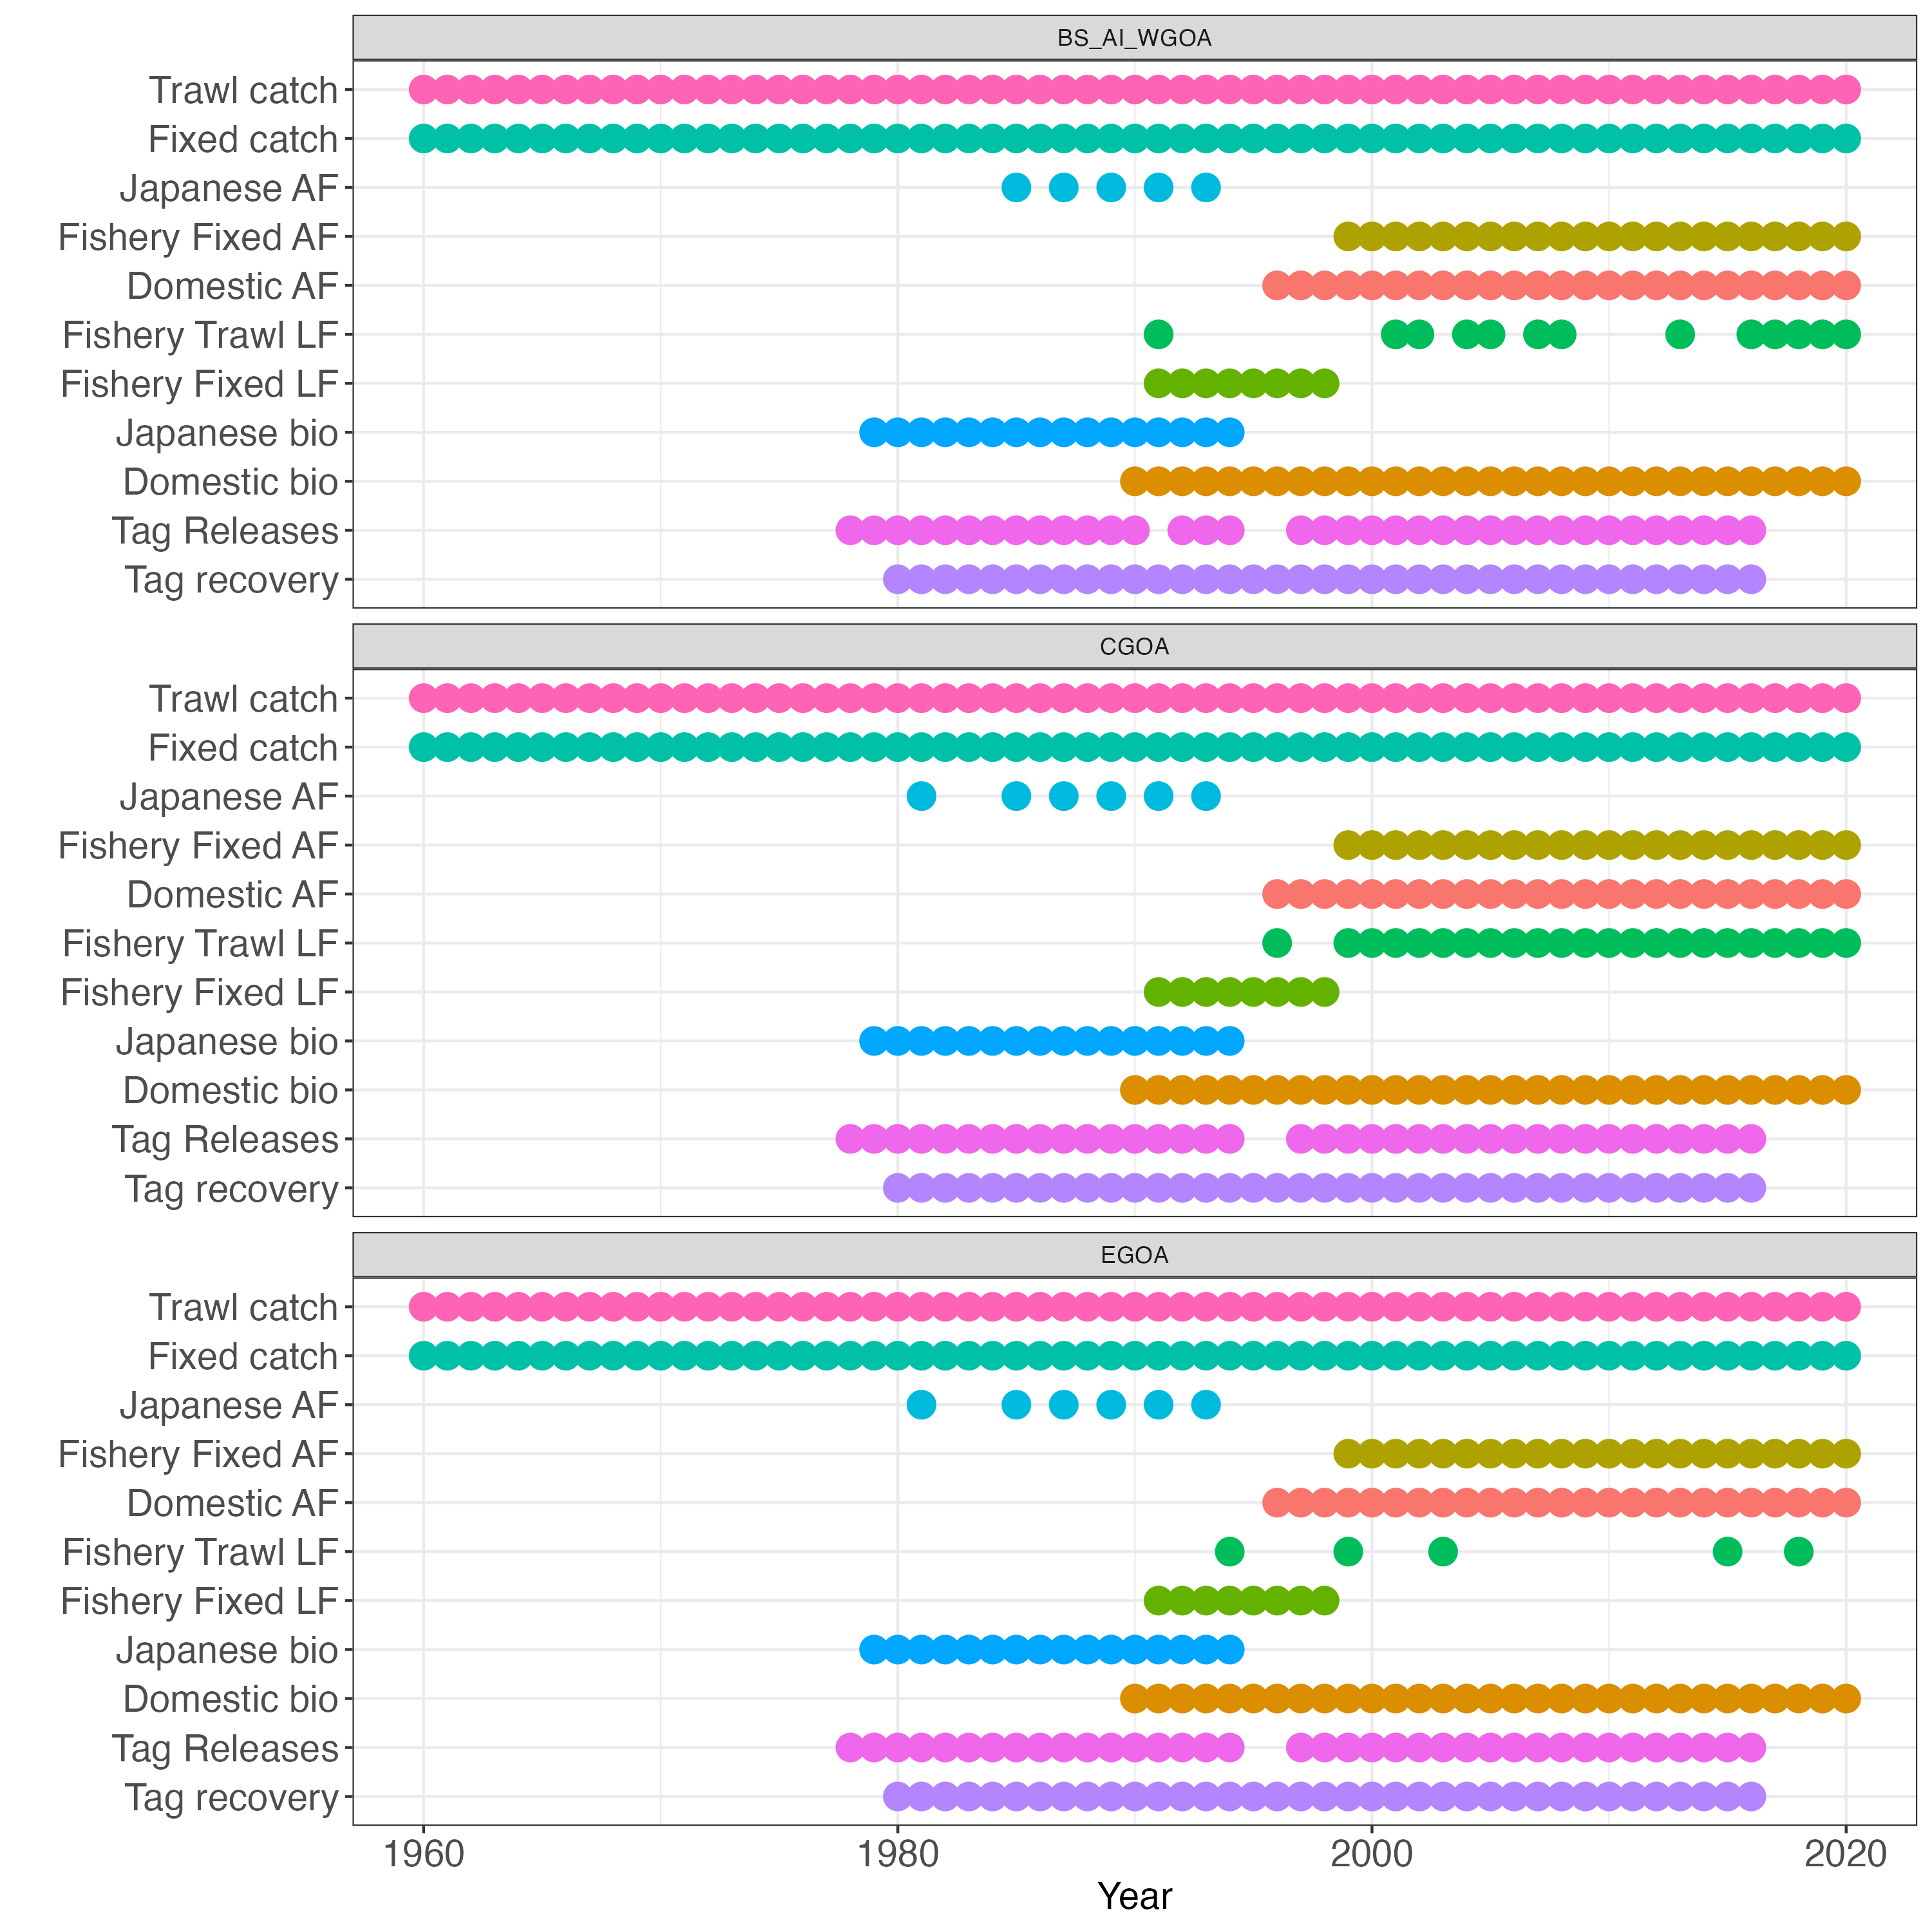 BS_AI_WGOA
Trawl catch
Fixed catch
Japanese AF
Fishery Fixed AF
Domestic AF
Fishery Trawl LF
Fishery Fixed LF
Japanese bio
Domestic bio
Tag Releases
Tag recovery
CGOA
Trawl catch
Fixed catch
Japanese AF
Fishery Fixed AF
Domestic AF
Fishery Trawl LF
Fishery Fixed LF
Japanese bio
Domestic bio
Tag Releases
Tag recovery
EGOA
Trawl catch
Fixed catch
Japanese AF
Fishery Fixed AF
Domestic AF
Fishery Trawl LF
Fishery Fixed LF
Japanese bio
Domestic bio
Tag Releases
Tag recovery
1960 1980 2000 2020
Year